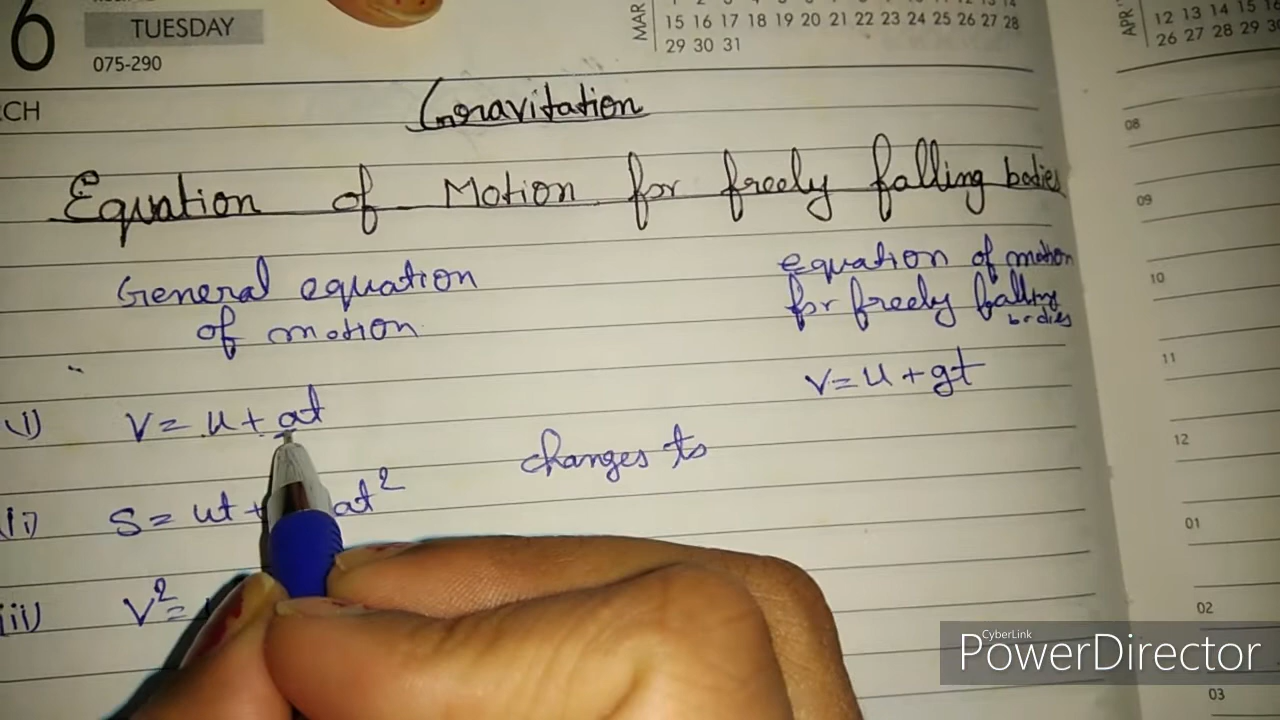 6
TUESDAY
075-290
MAR
15 16 17 18 19 20 21 22 23 24 25 26 27 28
29 30 31
APR
12 13 14 15
26 27 28 29
CH
Gravitation
Equation of Motion for freely falling bodies
General equation
of motion
equation of motion
for freely falling
bodies
v = u + gt
(i) v = u + at
changes to
(ii) s = ut + at²
(iii) v² =
08
09
10
11
12
01
02
03
CyberLink
PowerDirector